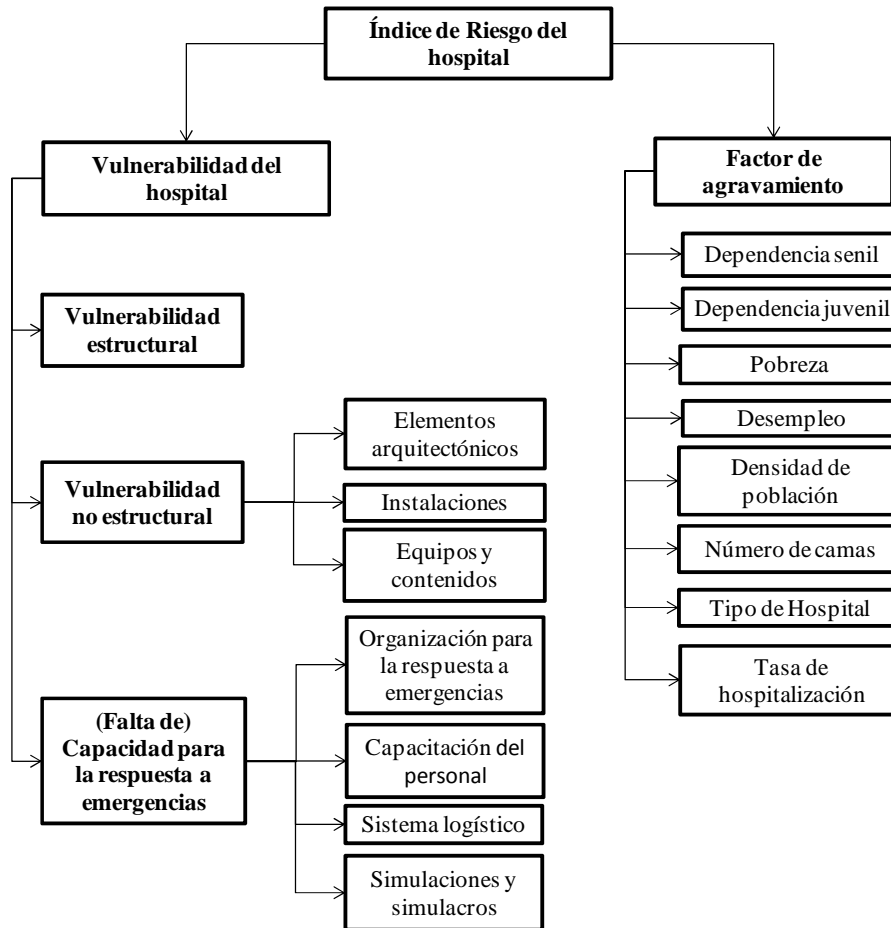 Índice de Riesgo del
hospital
Vulnerabilidad del
hospital
Vulnerabilidad
estructural
Vulnerabilidad
no estructural
Elementos
arquitectónicos
Instalaciones
Equipos y
contenidos
(Falta de)
Capacidad para
la respuesta a
emergencias
Organización para
la respuesta a
emergencias
Capacitación del
personal
Sistema logístico
Simulaciones y
simulacros
Factor de
agravamiento
Dependencia senil
Dependencia juvenil
Pobreza
Desempleo
Densidad de
población
Número de camas
Tipo de Hospital
Tasa de
hospitalización